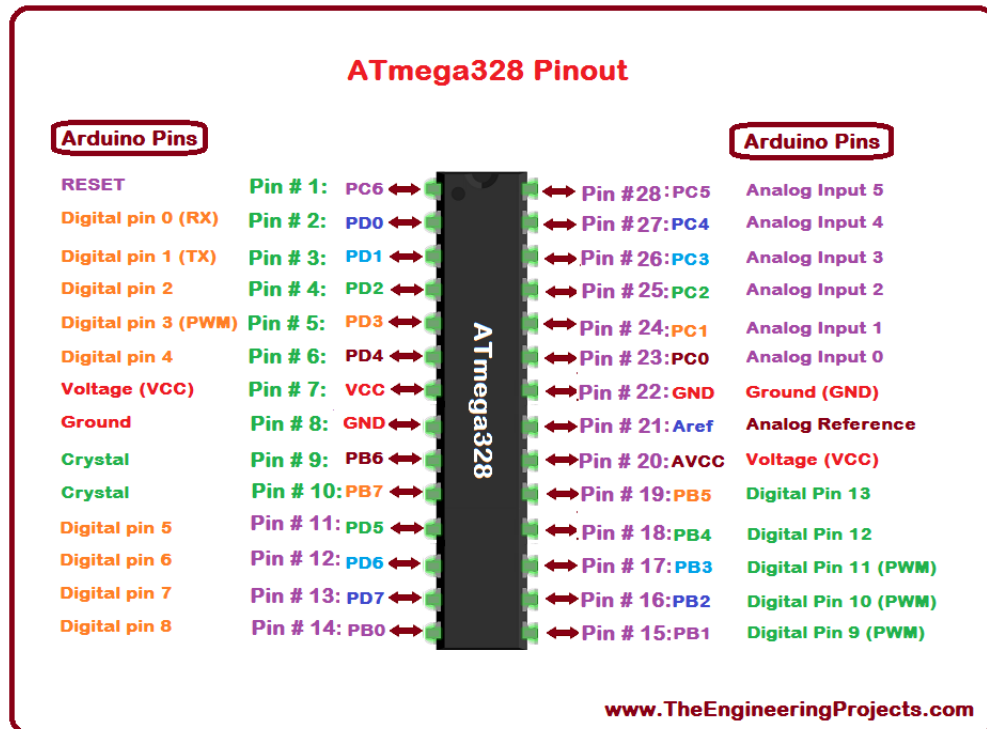 ATmega328 Pinout
Arduino Pins
Arduino Pins
RESET Pin # 1: PC6
Pin #28: PC5 Analog Input 5
Digital pin 0 (RX) Pin # 2: PD0
Pin #27: PC4 Analog Input 4
Digital pin 1 (TX) Pin # 3: PD1
Pin # 26: PC3 Analog Input 3
Digital pin 2 Pin # 4: PD2
Pin # 25: PC2 Analog Input 2
Digital pin 3 (PWM) Pin # 5: PD3
Pin # 24: PC1 Analog Input 1
Digital pin 4 Pin # 6: PD4
Pin # 23: PC0 Analog Input 0
Voltage (VCC) Pin # 7: VCC
Pin # 22: GND Ground (GND)
Ground Pin # 8: GND
Pin # 21: Aref Analog Reference
Crystal Pin # 9: PB6
Pin # 20: AVCC Voltage (VCC)
Crystal Pin # 10: PB7
Pin # 19: PB5 Digital Pin 13
Digital pin 5 Pin # 11: PD5
Pin # 18: PB4 Digital Pin 12
Digital pin 6 Pin # 12: PD6
Pin # 17: PB3 Digital Pin 11 (PWM)
Digital pin 7 Pin # 13: PD7
Pin # 16: PB2 Digital Pin 10 (PWM)
Digital pin 8 Pin # 14: PB0
Pin # 15: PB1 Digital Pin 9 (PWM)
ATmega328
www.TheEngineeringProjects.com